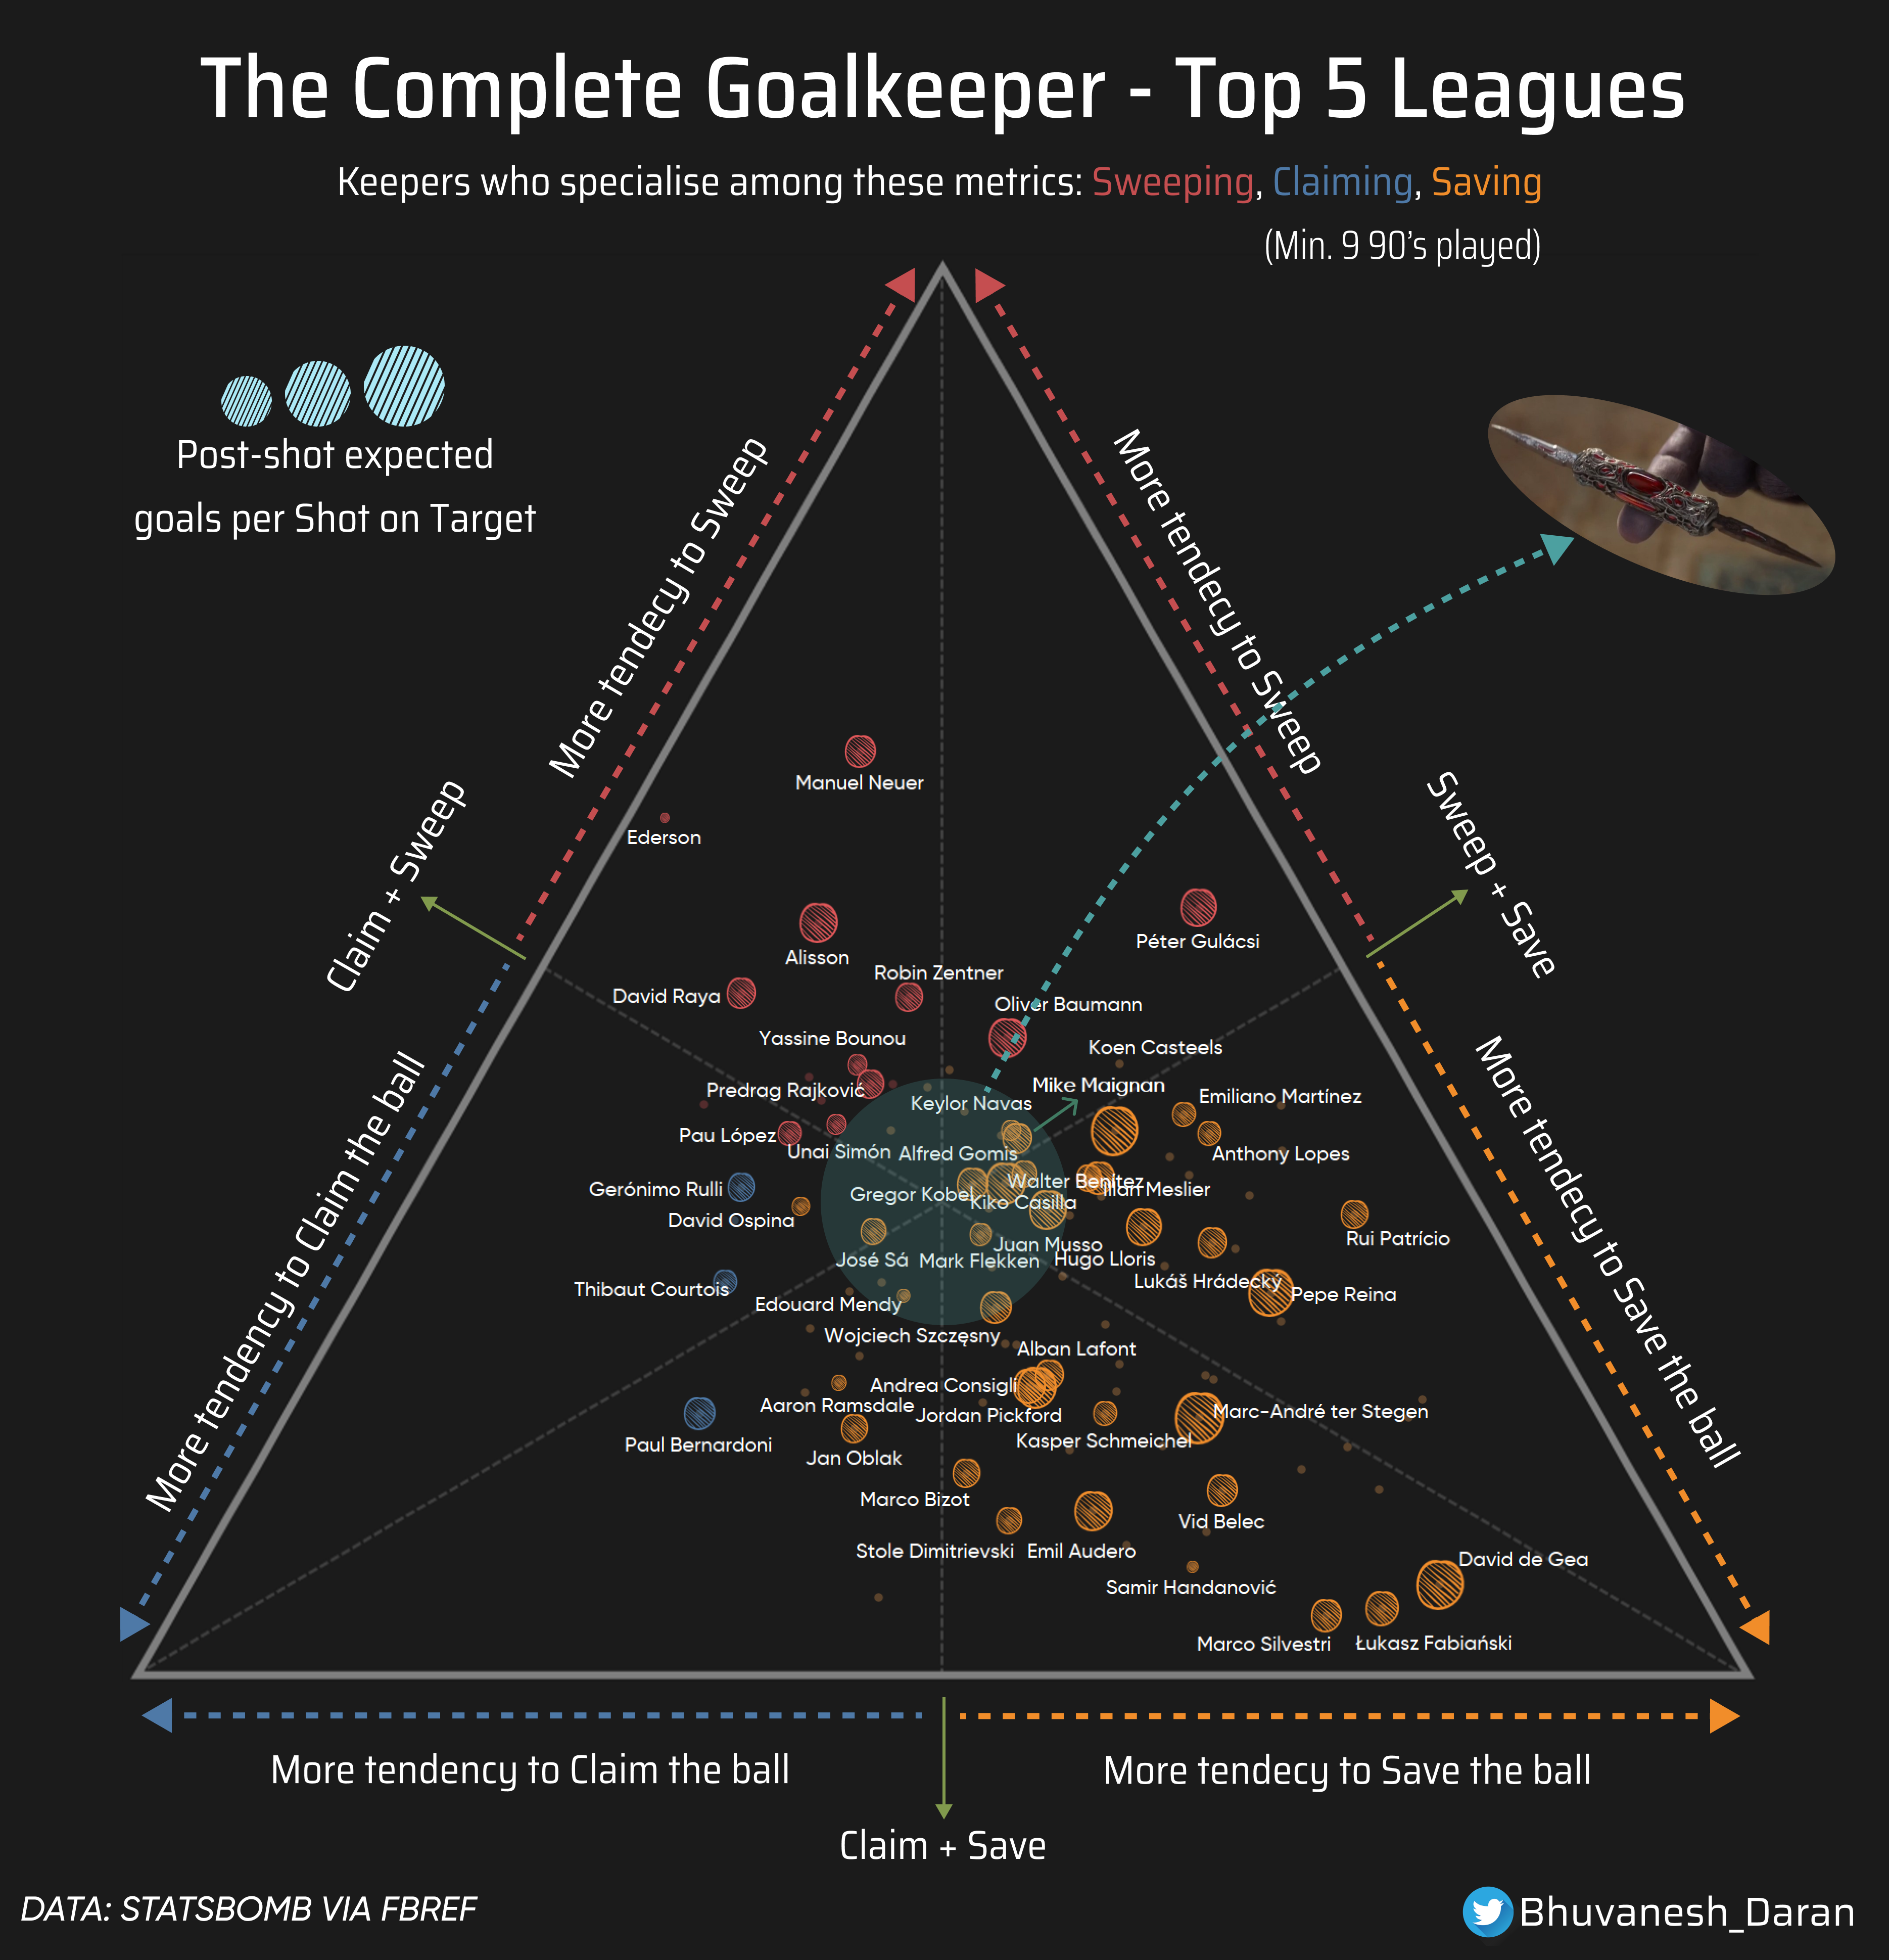 The Complete Goalkeeper - Top 5 Leagues
Keepers who specialise among these metrics: Sweeping, Claiming, Saving
(Min. 9 90's played)
Post-shot expected
goals per Shot on Target
More tendecy to Sweep
More tendecy to Sweep
Claim + Sweep
Sweep + Save
More tendency to Claim the ball
More tendecy to Save the ball
Manuel Neuer
Ederson
Péter Gulácsi
Alisson
Robin Zentner
David Raya
Oliver Baumann
Yassine Bounou
Koen Casteels
Predrag Rajković
Mike Maignan
Emiliano Martínez
Keylor Navas
Pau López
Unai Simón
Alfred Gomis
Anthony Lopes
Gerónimo Rulli
Walter Benitez
Illan Meslier
Gregor Kobel
Kiko Casilla
David Ospina
Rui Patrício
Juan Musso
José Sá
Mark Flekken
Hugo Lloris
Thibaut Courtois
Lukáš Hrádecký
Pepe Reina
Edouard Mendy
Wojciech Szczęsny
Alban Lafont
Andrea Consigli
Aaron Ramsdale
Jordan Pickford
Marc-André ter Stegen
Paul Bernardoni
Kasper Schmeichel
Jan Oblak
Marco Bizot
Vid Belec
Stole Dimitrievski
Emil Audero
David de Gea
Samir Handanović
Marco Silvestri
Łukasz Fabiański
More tendency to Claim the ball
More tendecy to Save the ball
Claim + Save
DATA: STATSBOMB VIA FBREF
Bhuvanesh_Daran